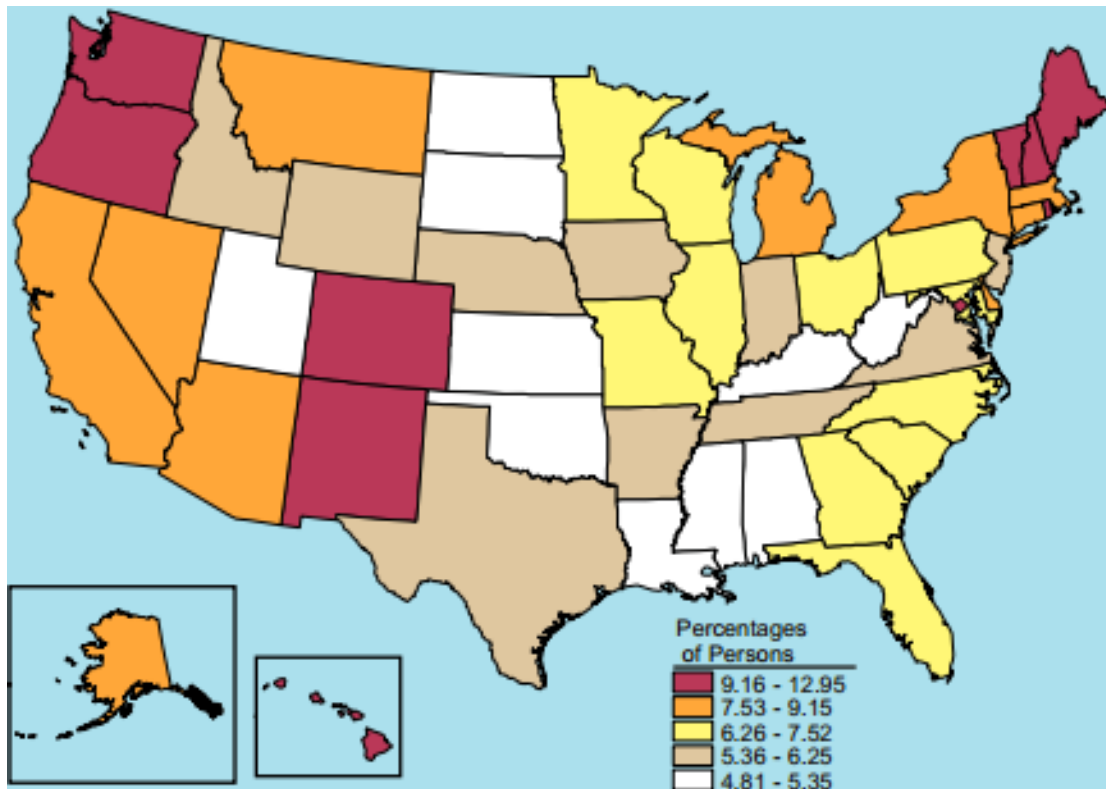 Percentages
of Persons
9.16 - 12.95
7.53 - 9.15
6.26 - 7.52
5.36 - 6.25
4.81 - 5.35